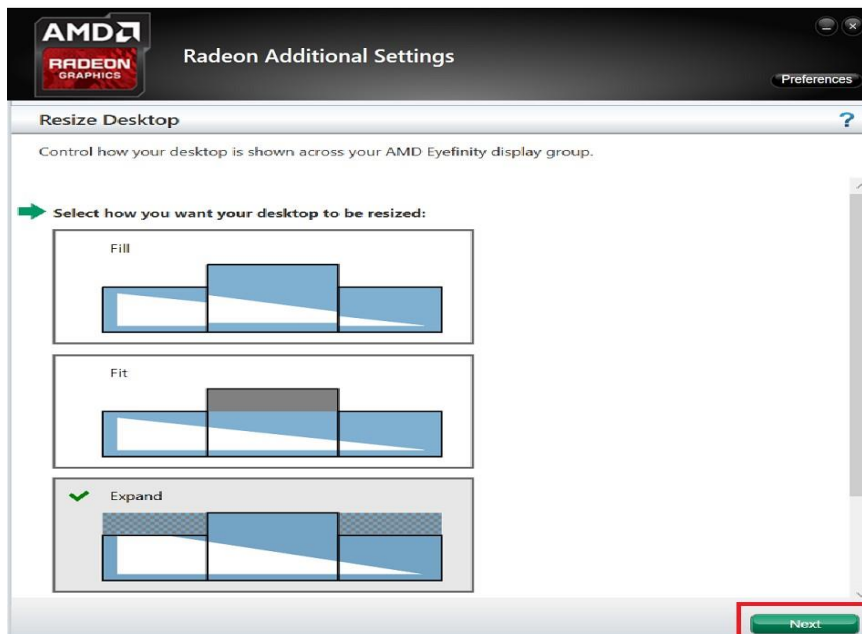 AMD
RADEON
GRAPHICS
Radeon Additional Settings
Preferences
Resize Desktop
?
Control how your desktop is shown across your AMD Eyefinity display group.
Select how you want your desktop to be resized:
Fill
Fit
Expand
Next